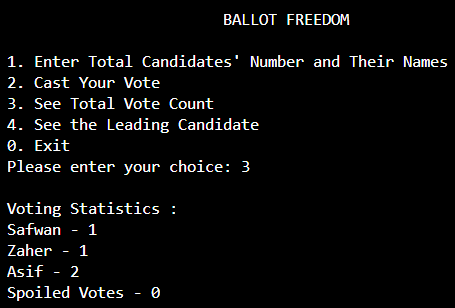 BALLOT FREEDOM
1. Enter Total Candidates' Number and Their Names
2. Cast Your Vote
3. See Total Vote Count
4. See the Leading Candidate
0. Exit
Please enter your choice: 3
Voting Statistics :
Safwan - 1
Zaher - 1
Asif - 2
Spoiled Votes - 0